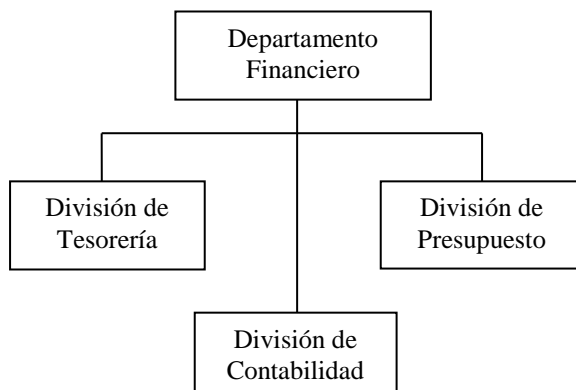 Departamento
Financiero
División de
Tesorería
División de
Presupuesto
División de
Contabilidad